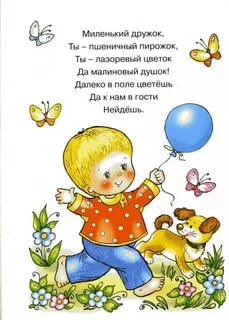 Миленький дружок,
Ты – пшеничный пирожок,
Ты – лазоревый цветок
Да малиновый душок!
Далеко в поле цветёшь
Да к нам в гости
Нейдёшь.